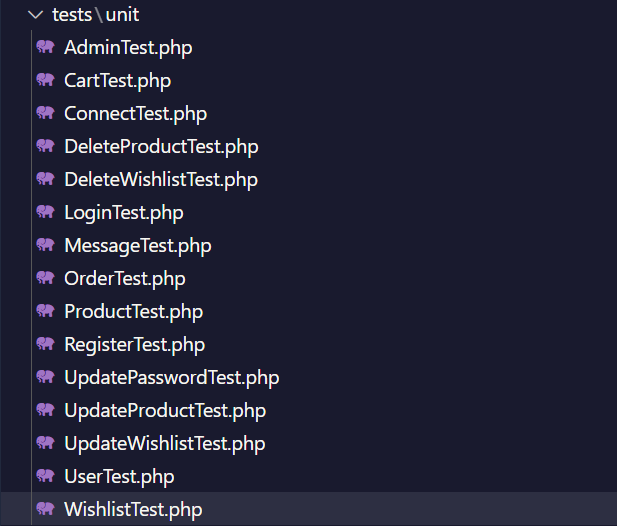 tests\unit
AdminTest.php
CartTest.php
ConnectTest.php
DeleteProductTest.php
DeleteWishlistTest.php
LoginTest.php
MessageTest.php
OrderTest.php
ProductTest.php
RegisterTest.php
UpdatePasswordTest.php
UpdateProductTest.php
UpdateWishlistTest.php
UserTest.php
WishlistTest.php